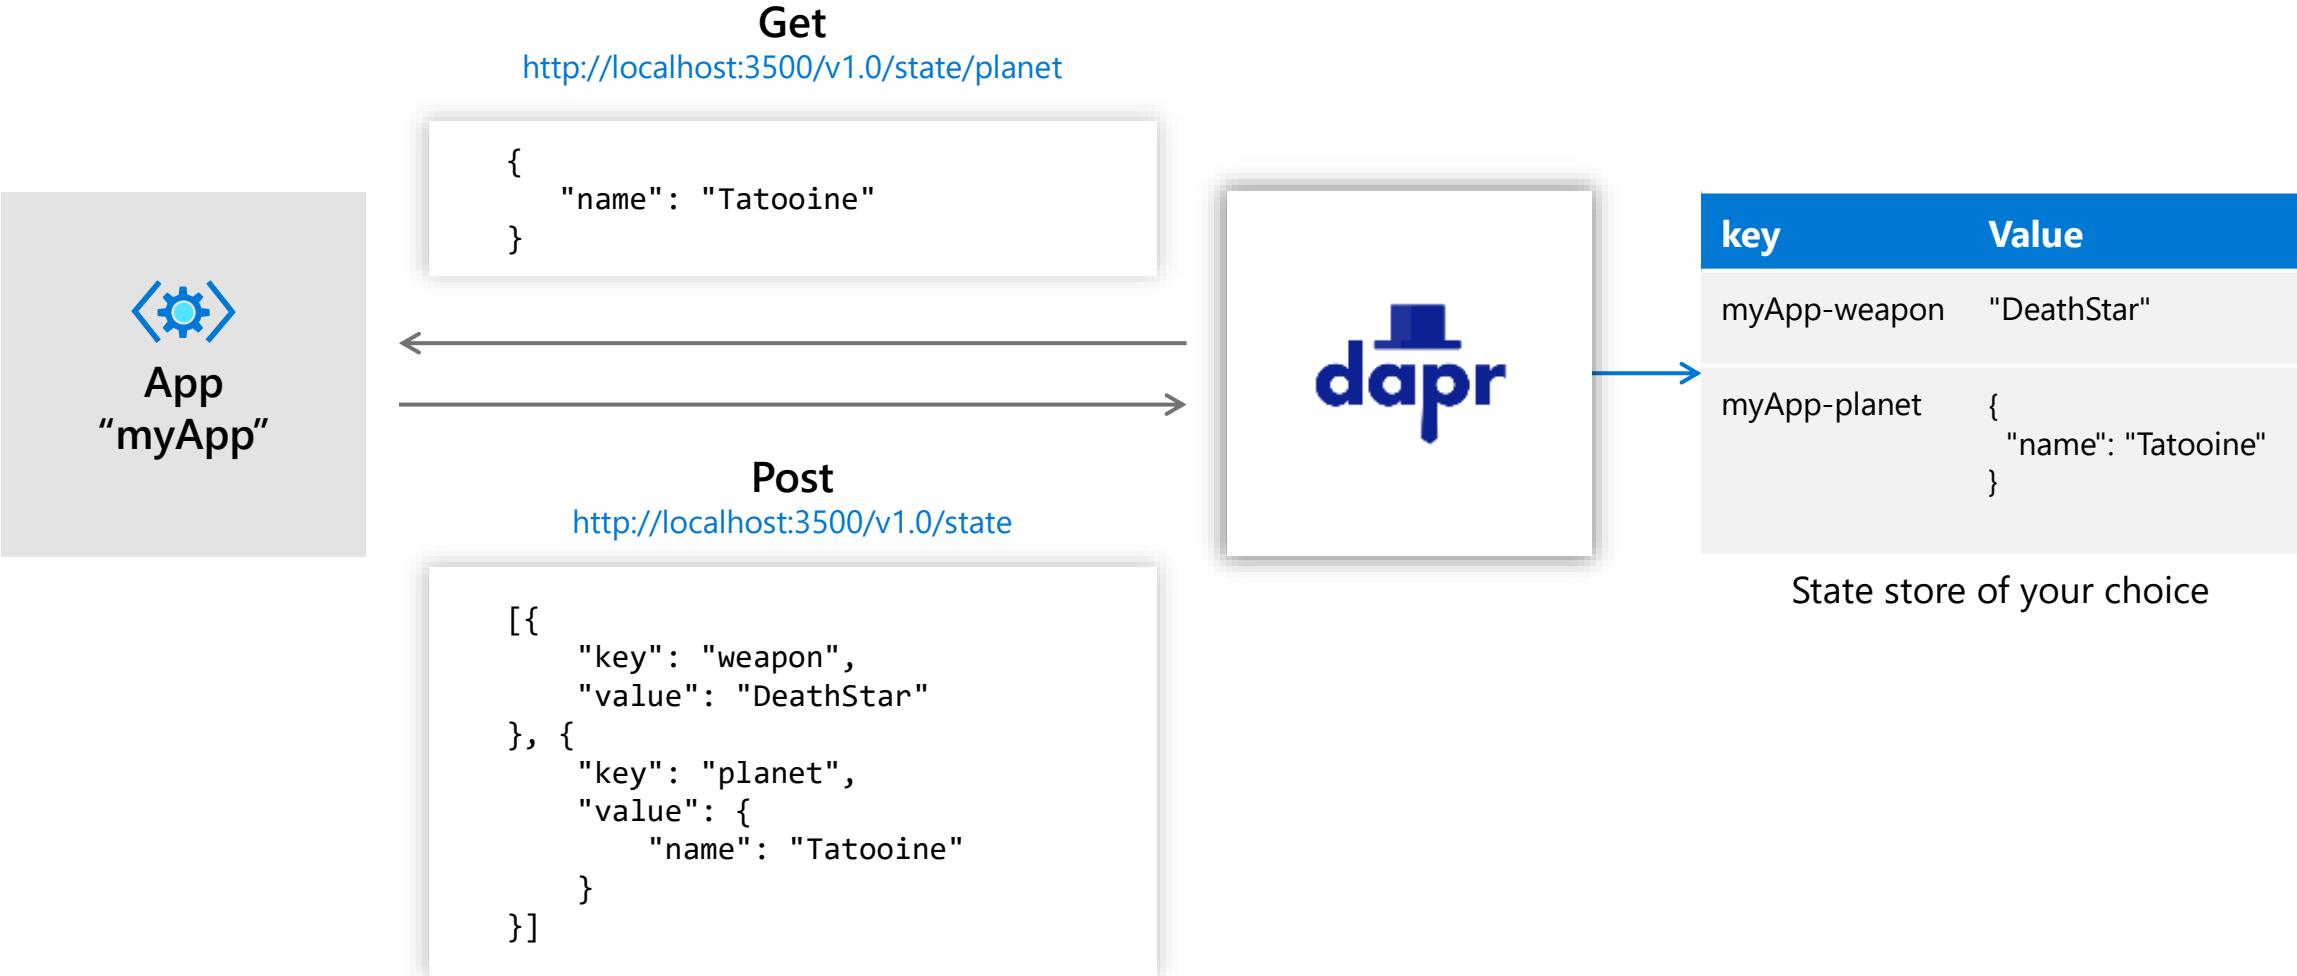 Get
http://localhost:3500/v1.0/state/planet
{
"name": "Tatooine"
}
App
“myApp”
Post
http://localhost:3500/v1.0/state
[{
"key": "weapon",
"value": "DeathStar"
}, {
"key": "planet",
"value": {
"name": "Tatooine"
}
}]
dapr
key Value
myApp-weapon "DeathStar"
myApp-planet {
"name": "Tatooine"
}
State store of your choice